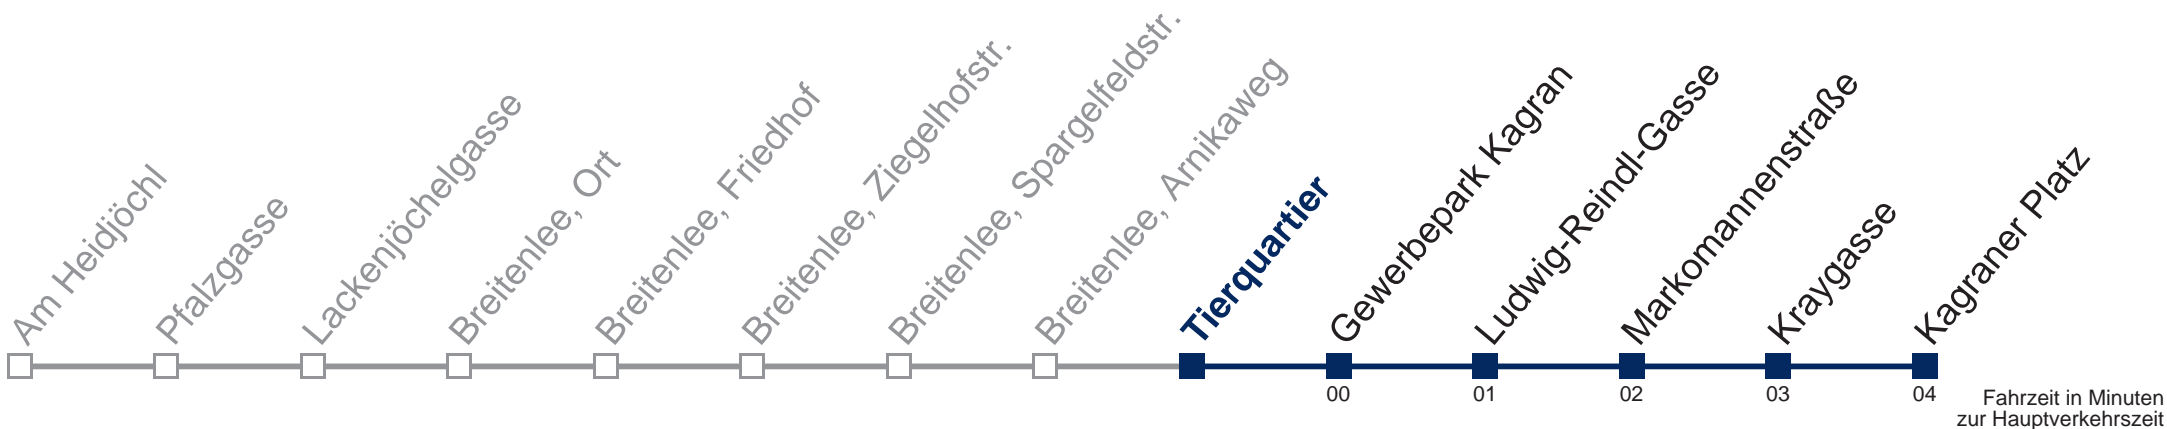 Am Heidjöchl
Pfalzgasse
Lackenjöchelgasse
Breitenlee, Ort
Breitenlee, Friedhof
Breitenlee, Ziegelhofstr.
Breitenlee, Spargelfeldstr.
Breitenlee, Arnikaweg
Tierquartier
Gewerbepark Kagran
Ludwig-Reindl-Gasse
Markomannenstraße
Kraygasse
Kagraner Platz
00 01 02 03 04
Fahrzeit in Minuten
zur Hauptverkehrszeit